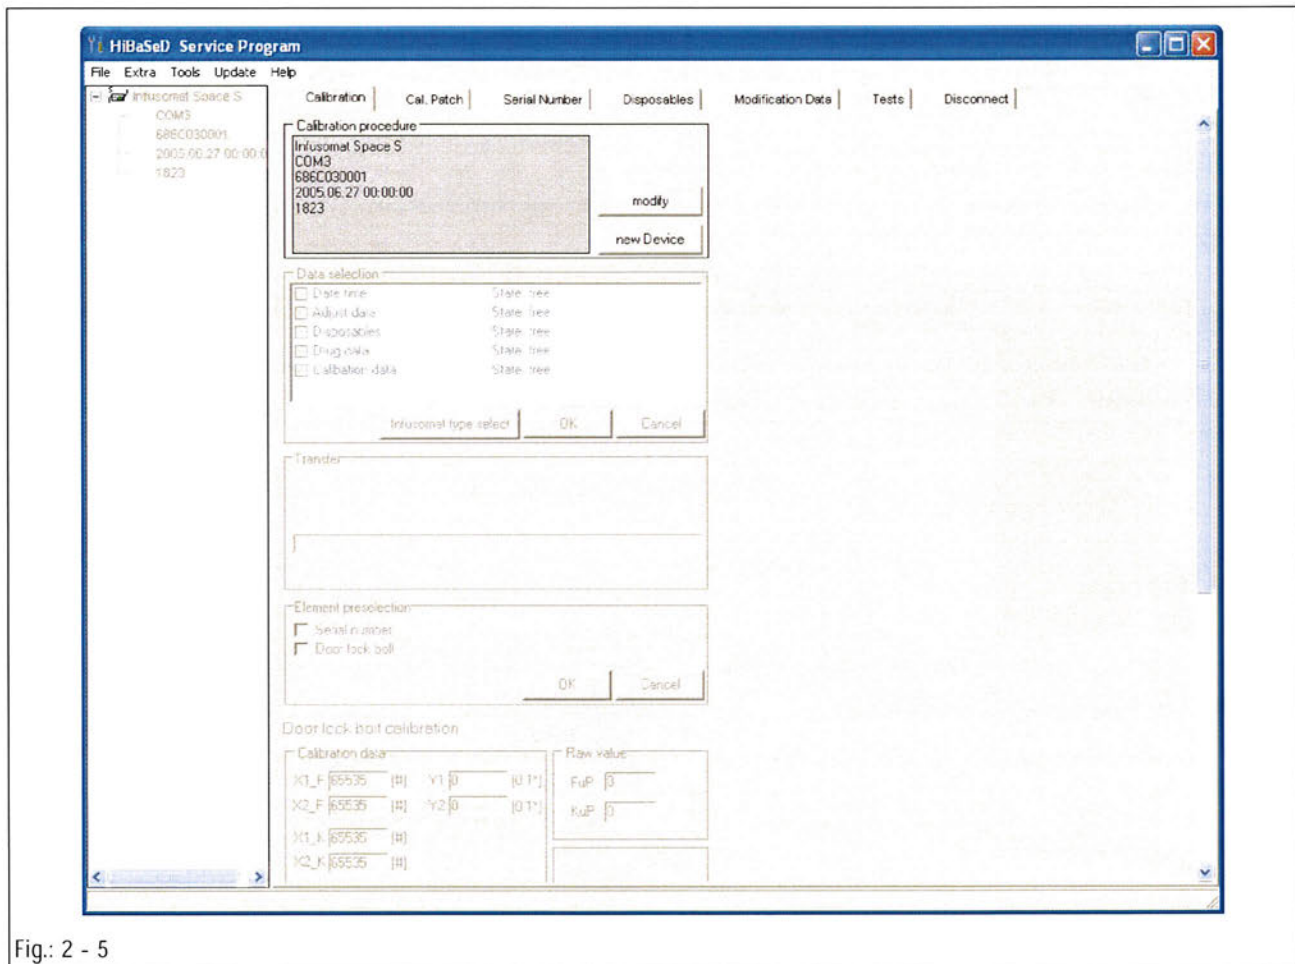 HiBaSeD Service Program
File Extra Tools Update Help
Infusomat Space S
COM3
686C030001
2005.06.27 00:00:0
1823
Calibration Cal. Patch Serial Number Disposables Modification Data Tests Disconnect
Calibration procedure
Infusomat Space S
COM3
686C030001
2005.06.27 00:00:00
1823
modify
new Device
Data selection
Date time State: free
Adjust data State: free
Disposables State: free
Drug data State: free
Calibation data State: free
Infusomat type select OK Cancel
Transfer
Element preselection
Serial number
Door lock bolt
OK Cancel
Door lock bolt calibration
Calibration data
X1_F 65535 [#] Y1 0 [0.1°]
X2_F 65535 [#] Y2 0 [0.1°]
X1_K 65535 [#]
X2_K 65535 [#]
Raw value
FuP 0
KuP 0
Fig.: 2 - 5